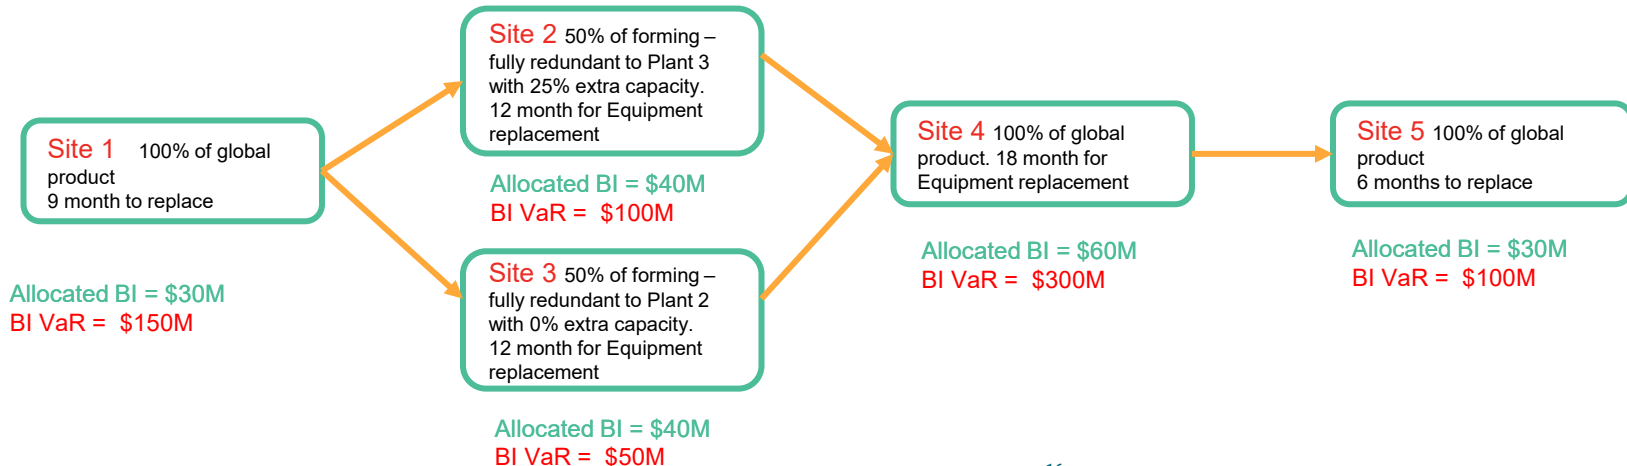 Site 1 100% of global
product
9 month to replace
Allocated BI = $30M
BI VaR = $150M
Site 2 50% of forming –
fully redundant to Plant 3
with 25% extra capacity.
12 month for Equipment
replacement
Allocated BI = $40M
BI VaR = $100M
Site 3 50% of forming –
fully redundant to Plant 2
with 0% extra capacity.
12 month for Equipment
replacement
Allocated BI = $40M
BI VaR = $50M
Site 4 100% of global
product. 18 month for
Equipment replacement
Allocated BI = $60M
BI VaR = $300M
Site 5 100% of global
product
6 months to replace
Allocated BI = $30M
BI VaR = $100M